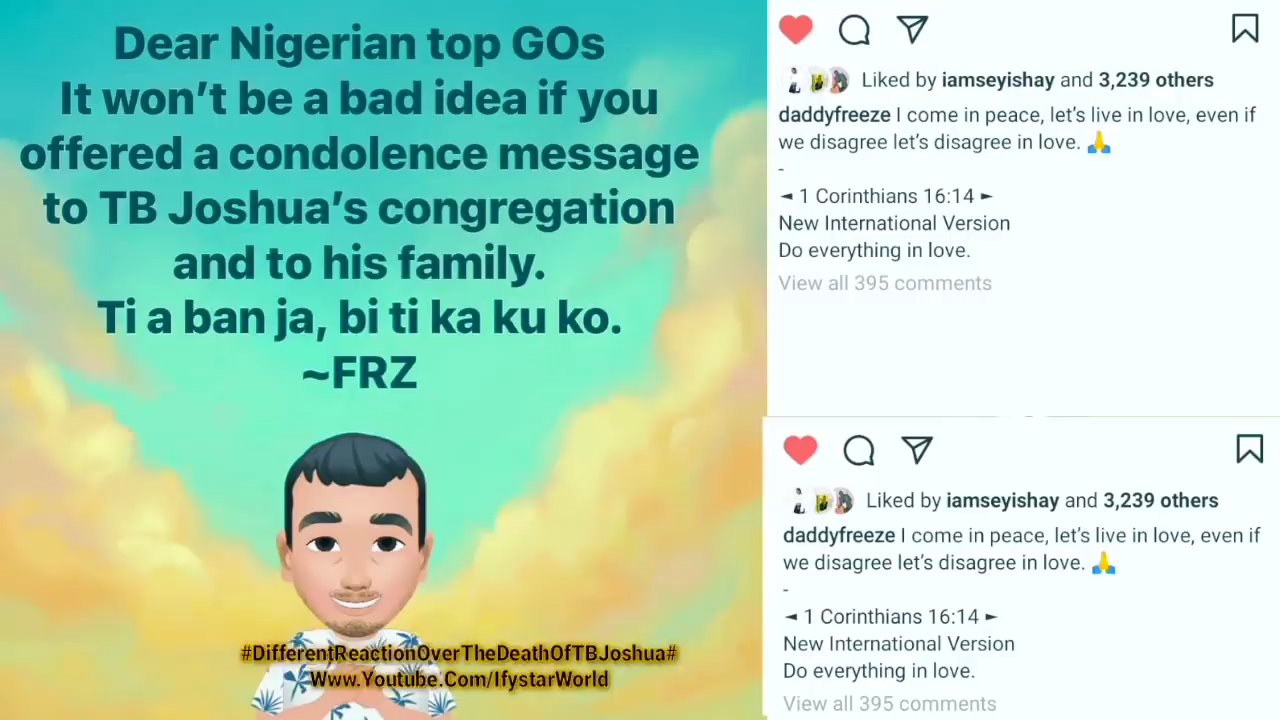 Dear Nigerian top GOs
It won’t be a bad idea if you
offered a condolence message
to TB Joshua’s congregation
and to his family.
Ti a ban ja, bi ti ka ku ko.
~FRZ
#DifferentReactionOverTheDeathOfTBJoshua#
Www.Youtube.Com/IfystarWorld
Liked by iamseyishay and 3,239 others
daddyfreeze I come in peace, let’s live in love, even if
we disagree let’s disagree in love. 🙏
-
◄ 1 Corinthians 16:14 ►
New International Version
Do everything in love.
View all 395 comments
Liked by iamseyishay and 3,239 others
daddyfreeze I come in peace, let’s live in love, even if
we disagree let’s disagree in love. 🙏
-
◄ 1 Corinthians 16:14 ►
New International Version
Do everything in love.
View all 395 comments